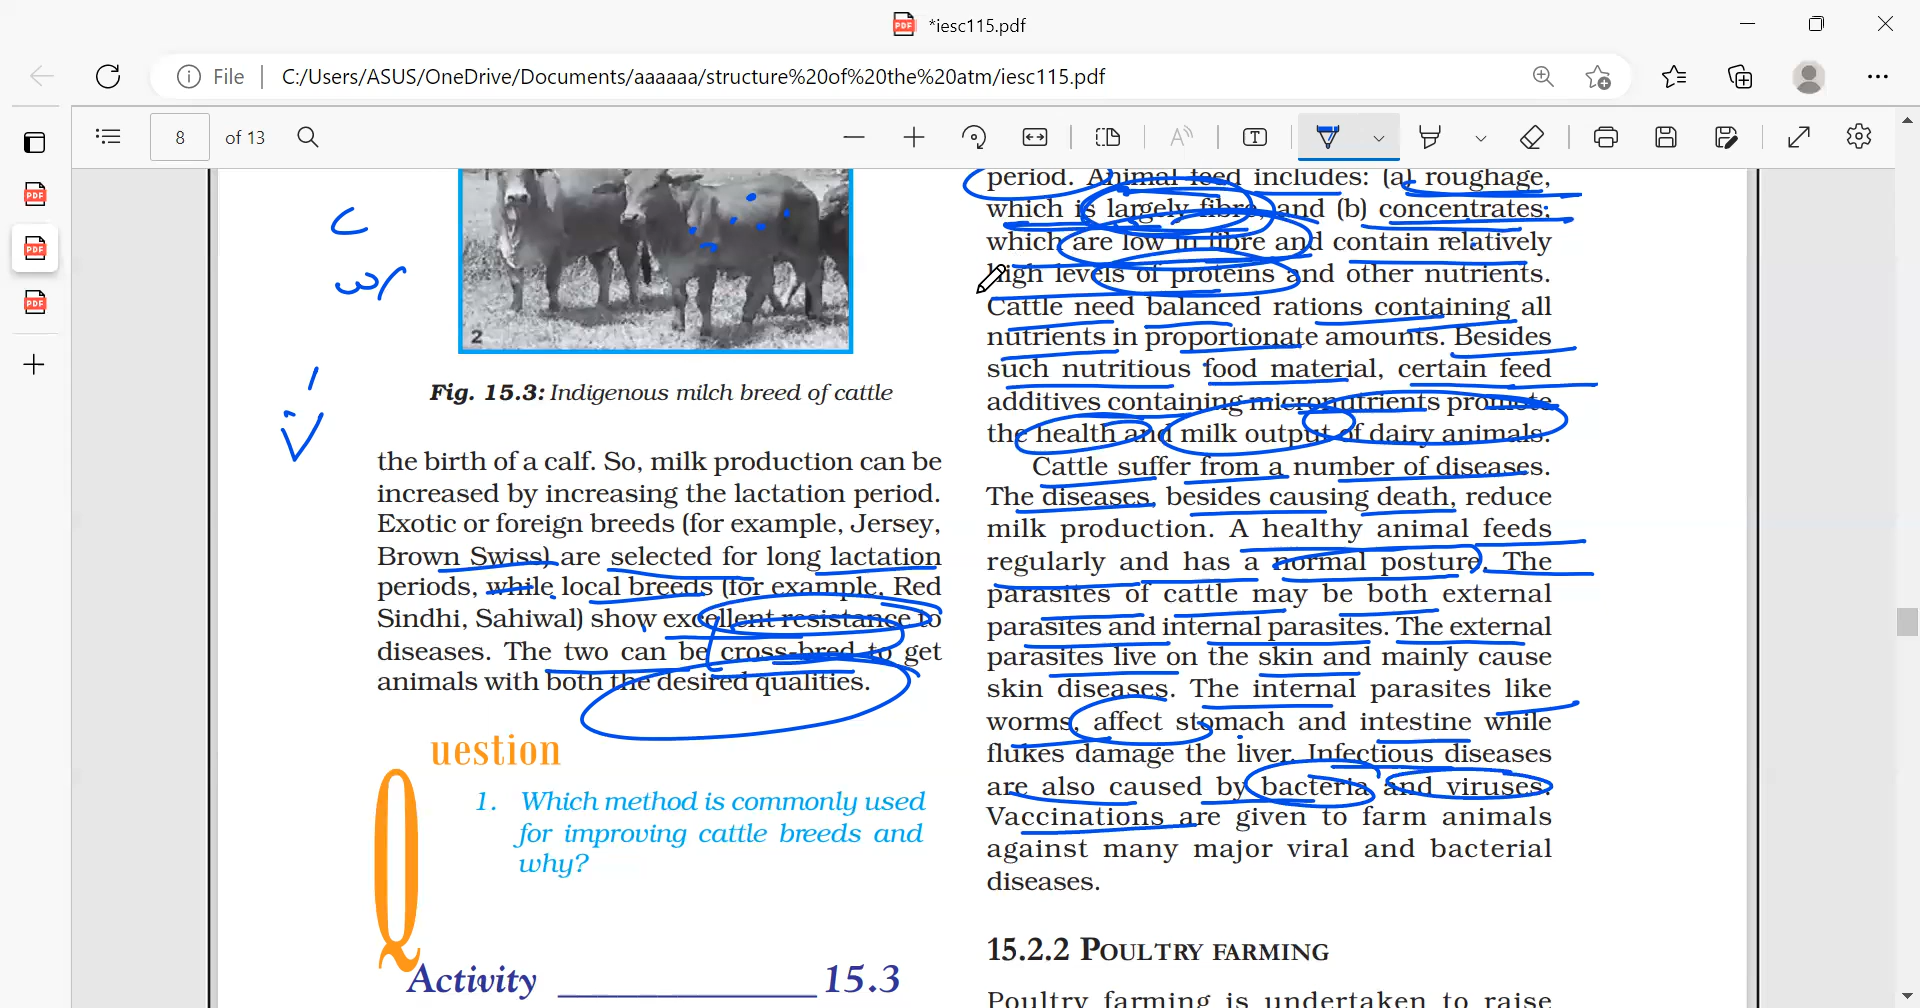 *iesc115.pdf
File
C:/Users/ASUS/OneDrive/Documents/aaaaaa/structure%20of%20the%20atm/iesc115.pdf
8 of 13
2
Fig. 15.3: Indigenous milch breed of cattle
the birth of a calf. So, milk production can be
increased by increasing the lactation period.
Exotic or foreign breeds (for example, Jersey,
Brown Swiss) are selected for long lactation
periods, while local breeds (for example, Red
Sindhi, Sahiwal) show excellent resistance to
diseases. The two can be cross-bred to get
animals with both the desired qualities.
Question
1. Which method is commonly used
for improving cattle breeds and
why?
Activity 15.3
period. Animal feed includes: (a) roughage,
which is largely fibre, and (b) concentrates,
which are low in fibre and contain relatively
high levels of proteins and other nutrients.
Cattle need balanced rations containing all
nutrients in proportionate amounts. Besides
such nutritious food material, certain feed
additives containing micronutrients promote
the health and milk output of dairy animals.
Cattle suffer from a number of diseases.
The diseases, besides causing death, reduce
milk production. A healthy animal feeds
regularly and has a normal posture. The
parasites of cattle may be both external
parasites and internal parasites. The external
parasites live on the skin and mainly cause
skin diseases. The internal parasites like
worms, affect stomach and intestine while
flukes damage the liver. Infectious diseases
are also caused by bacteria and viruses.
Vaccinations are given to farm animals
against many major viral and bacterial
diseases.
15.2.2 POULTRY FARMING
Poultry farming is undertaken to raise